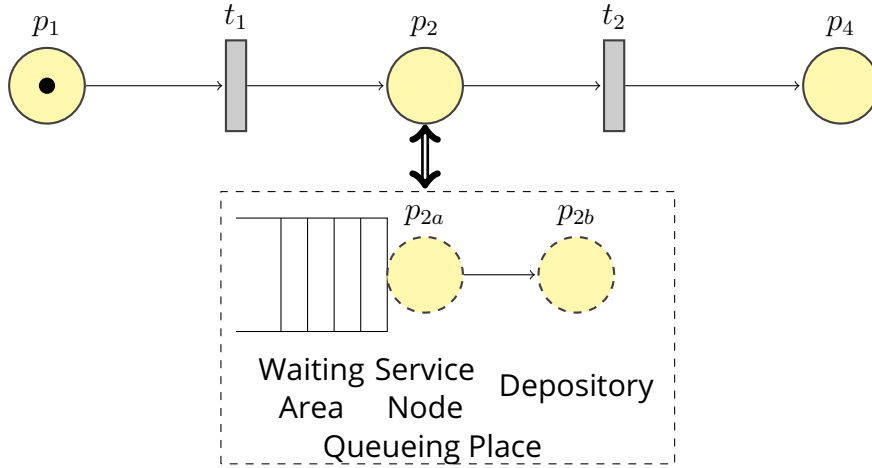 p₁ t₁ p₂ t₂ p₄
p₂ₐ p₂b
Waiting Service Depository
Area Node
Queueing Place